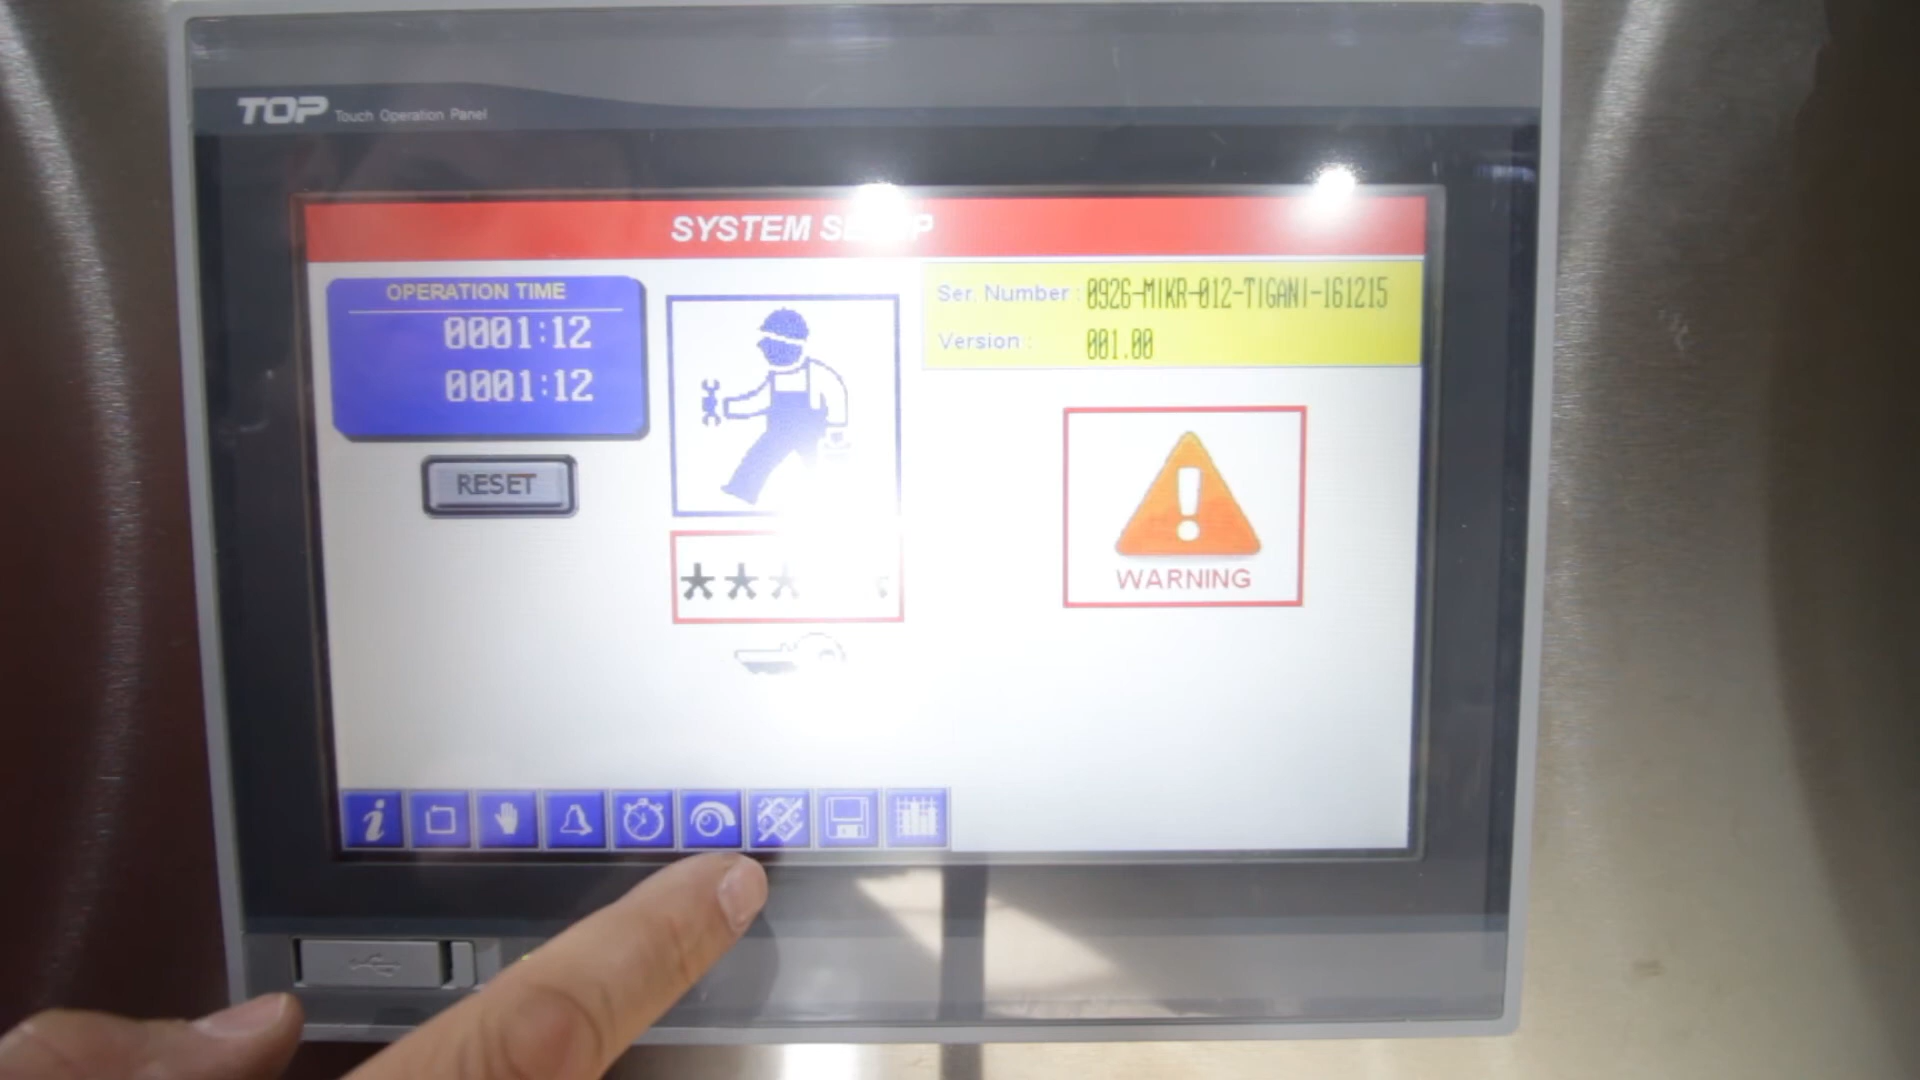 TOP Touch Operation Panel
SYSTEM
OPERATION TIME
0001:12
0001:12
RESET
Ser. Number : 0926-MIKR-012-TIGANI-161215
Version : 001.00
WARNING